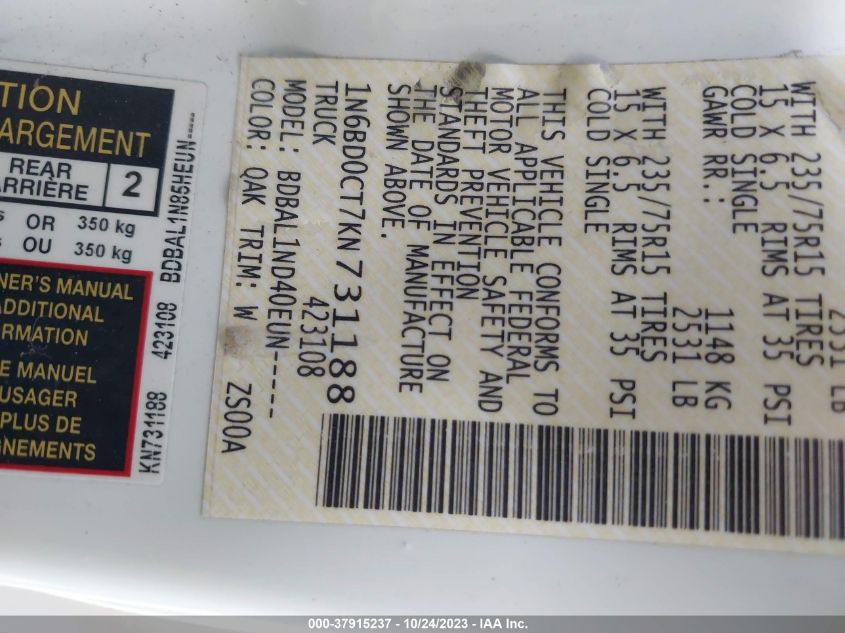 TION
ARGEMENT
REAR
ARRIÈRE 2
OR 350 kg
OU 350 kg
NER'S MANUAL
ADDITIONAL
ORMATION
E MANUEL
USAGER
PLUS DE
GNEMENTS
KN731188 423108 BDBAL1N85HEUN-----
LB
WITH 235/75R15 TIRES
15 X 6.5 RIMS AT 35 PSI
COLD SINGLE
GAWR RR.: 1148 KG
2531 LB
WITH 235/75R15 TIRES
15 X 6.5 RIMS AT 35 PSI
COLD SINGLE
THIS VEHICLE CONFORMS TO
ALL APPLICABLE FEDERAL
MOTOR VEHICLE SAFETY AND
THEFT PREVENTION
STANDARDS IN EFFECT ON
THE DATE OF MANUFACTURE
SHOWN ABOVE.
1N6BD0CT7KN731188
TRUCK 423108
MODEL: BDBAL1ND40EUN-----
COLOR: QAK TRIM: W ZS00A
000-37915237 - 10/24/2023 - IAA Inc.